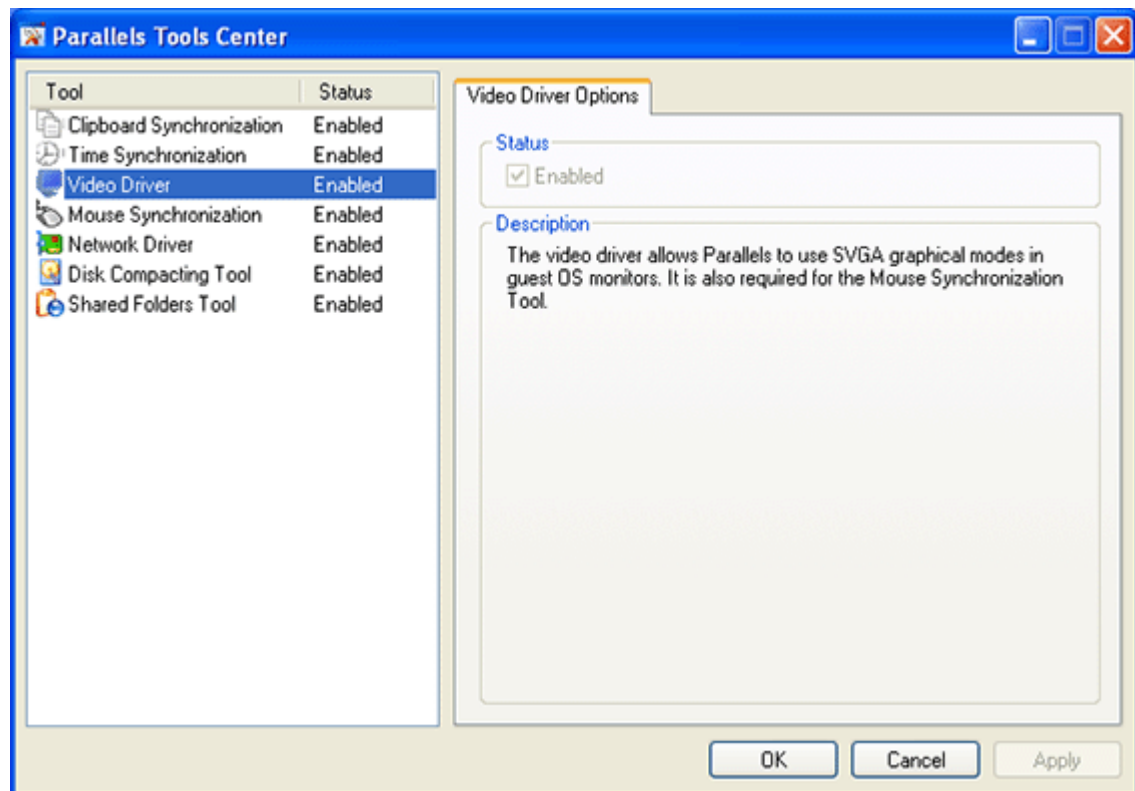 Parallels Tools Center
Tool Status
Clipboard Synchronization Enabled
Time Synchronization Enabled
Video Driver Enabled
Mouse Synchronization Enabled
Network Driver Enabled
Disk Compacting Tool Enabled
Shared Folders Tool Enabled
Video Driver Options
Status
Enabled
Description
The video driver allows Parallels to use SVGA graphical modes in
guest OS monitors. It is also required for the Mouse Synchronization
Tool.
OK Cancel Apply